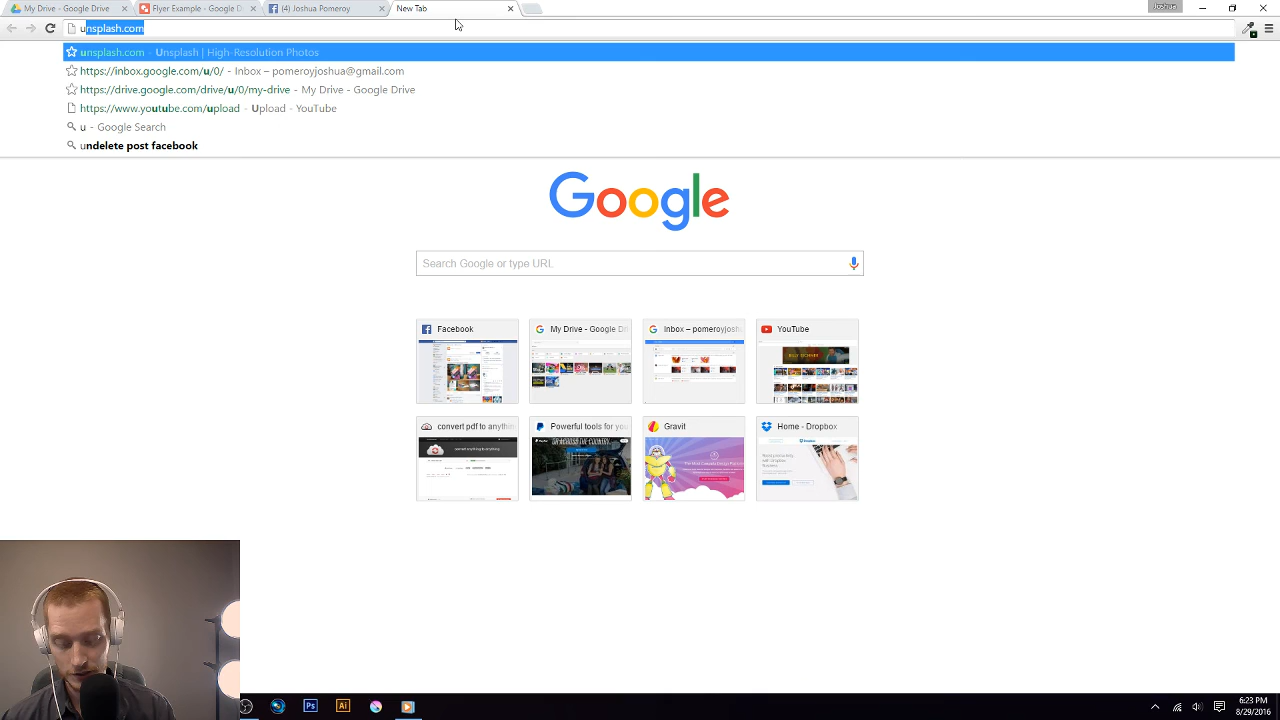 My Drive - Google Drive
Flyer Example - Google D
(4) Joshua Pomeroy
New Tab
Joshua
unsplash.com
unsplash.com - Unsplash | High-Resolution Photos
https://inbox.google.com/u/0/ - Inbox – pomeroyjoshua@gmail.com
https://drive.google.com/drive/u/0/my-drive - My Drive - Google Drive
https://www.youtube.com/upload - Upload - YouTube
u - Google Search
undelete post facebook
Google
Search Google or type URL
Facebook
My Drive - Google Dri
Inbox – pomeroyjoshu
YouTube
convert pdf to anythin
Powerful tools for you
Gravit
Home - Dropbox
Ps
Ai
6:23 PM
8/29/2016